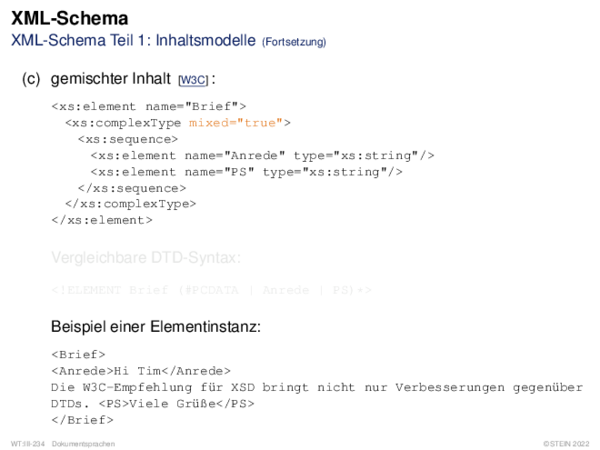 XML-Schema
XML-Schema Teil 1: Inhaltsmodelle (Fortsetzung)
(c) gemischter Inhalt [W3C] :
<xs:element name="Brief">
<xs:complexType mixed="true">
<xs:sequence>
<xs:element name="Anrede" type="xs:string"/>
<xs:element name="PS" type="xs:string"/>
</xs:sequence>
</xs:complexType>
</xs:element>
Vergleichbare DTD-Syntax:
<!ELEMENT Brief (#PCDATA | Anrede | PS)*>
Beispiel einer Elementinstanz:
<Brief>
<Anrede>Hi Tim</Anrede>
Die W3C-Empfehlung für XSD bringt nicht nur Verbesserungen gegenüber
DTDs. <PS>Viele Grüße</PS>
</Brief>
WT:III-234 Dokumentsprachen ©STEIN 2022